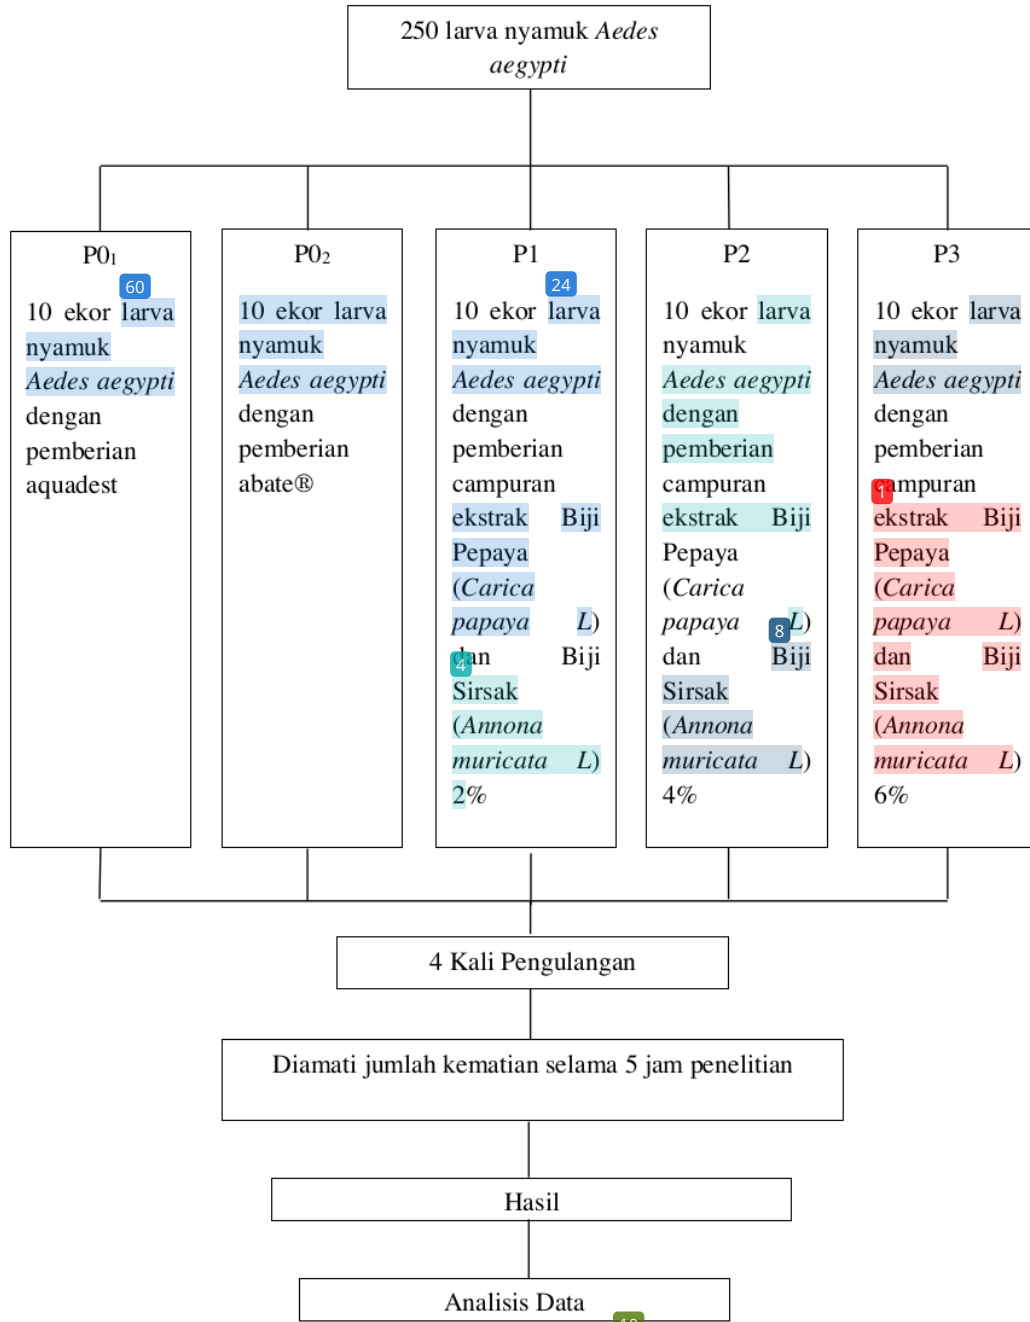 250 larva nyamuk Aedes
aegypti
P0₁
60
10 ekor larva
nyamuk
Aedes aegypti
dengan
pemberian
aquadest
P0₂
10 ekor larva
nyamuk
Aedes aegypti
dengan
pemberian
abate®
P1
24
10 ekor larva
nyamuk
Aedes aegypti
dengan
pemberian
campuran
ekstrak Biji
Pepaya
(Carica
papaya L)
4
dan Biji
Sirsak
(Annona
muricata L)
2%
P2
10 ekor larva
nyamuk
Aedes aegypti
dengan
pemberian
campuran
ekstrak Biji
Pepaya
(Carica
papaya L)
8
dan Biji
Sirsak
(Annona
muricata L)
4%
P3
10 ekor larva
nyamuk
Aedes aegypti
dengan
pemberian
1
campuran
ekstrak Biji
Pepaya
(Carica
papaya L)
dan Biji
Sirsak
(Annona
muricata L)
6%
4 Kali Pengulangan
Diamati jumlah kematian selama 5 jam penelitian
Hasil
Analisis Data